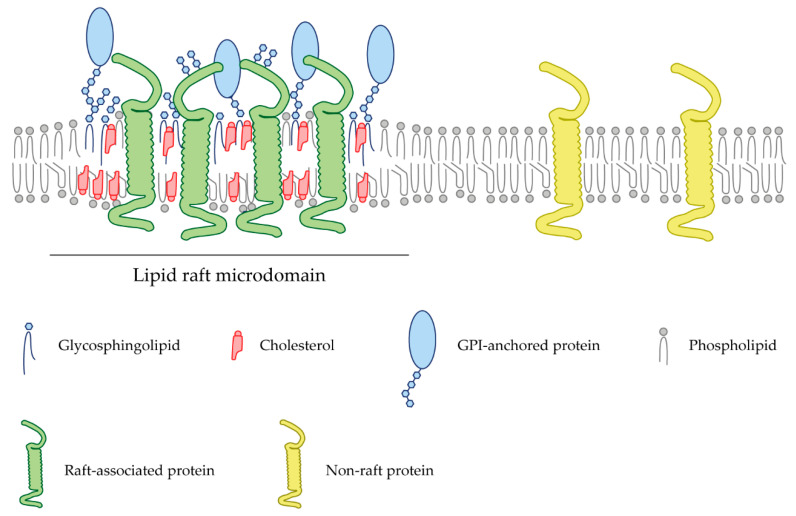 Lipid raft microdomain
Glycosphingolipid
Cholesterol
GPI-anchored protein
Phospholipid
Raft-associated protein
Non-raft protein